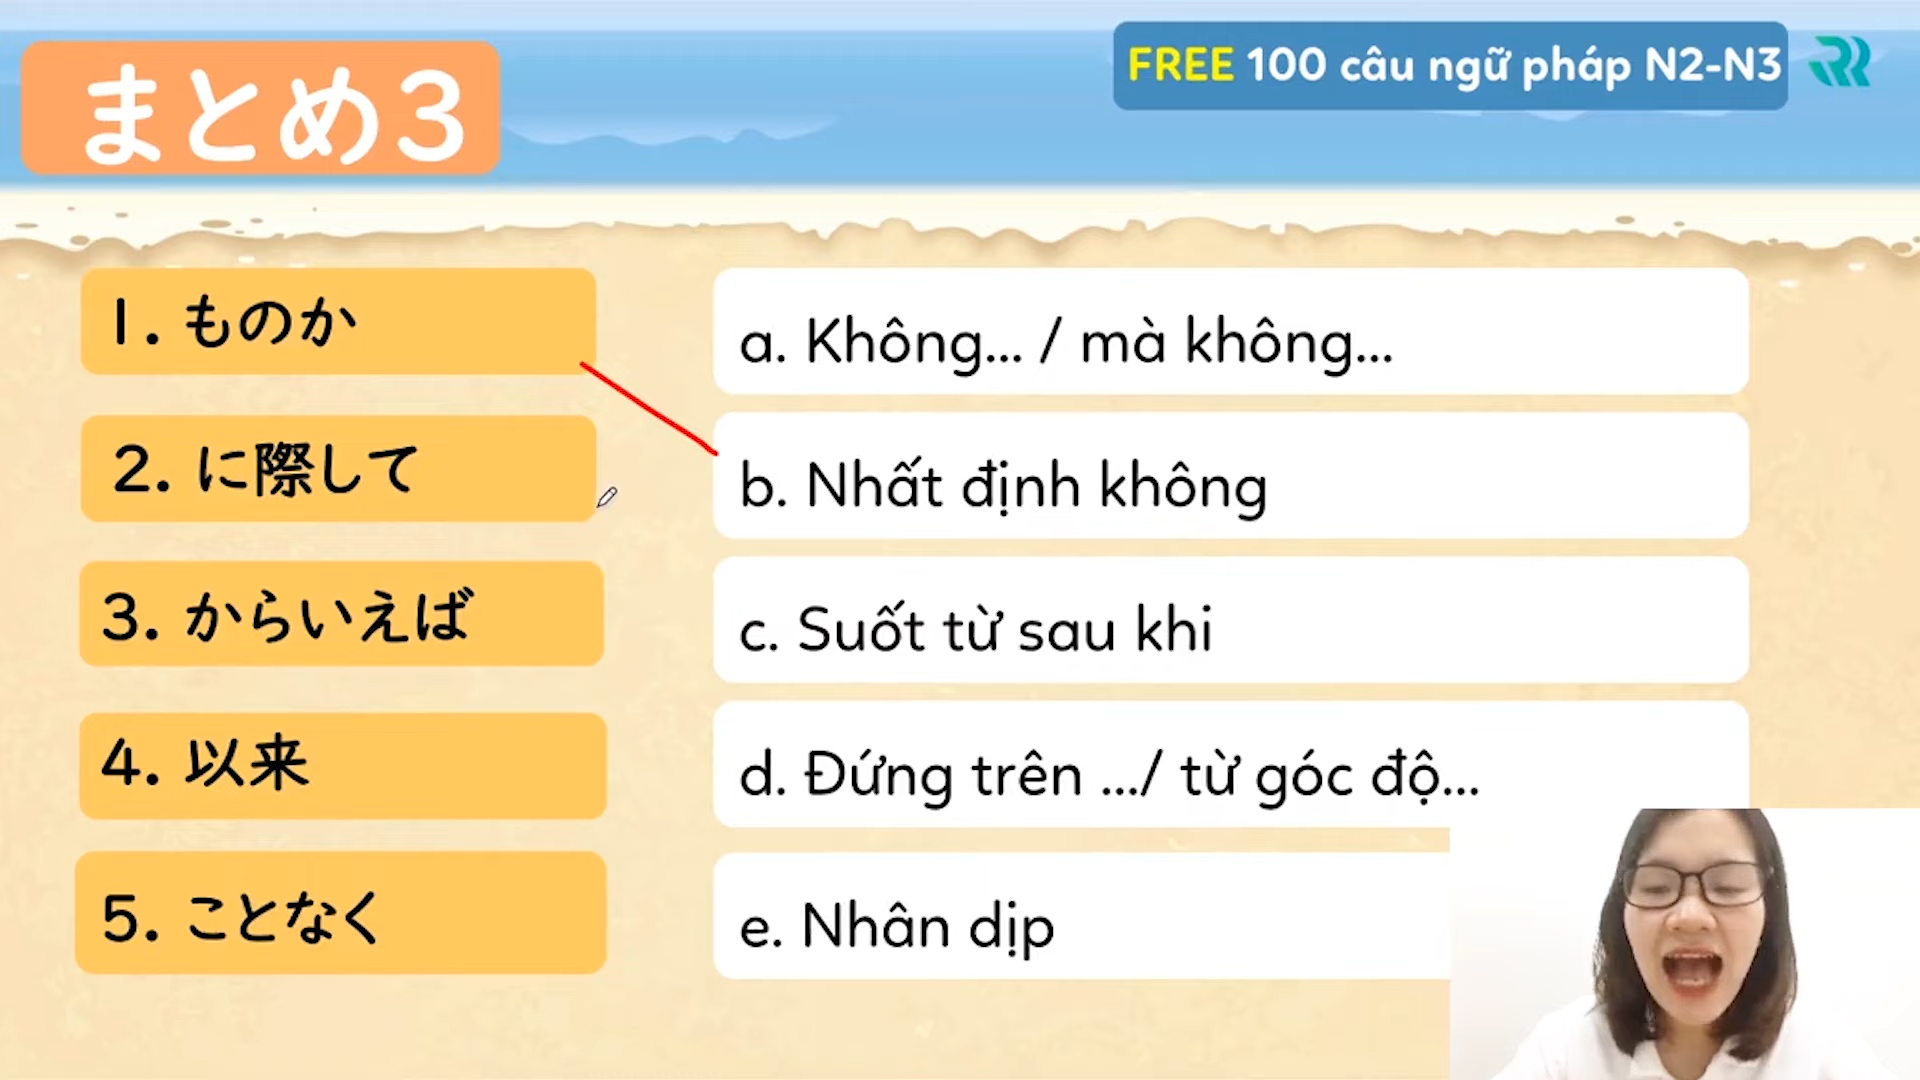 まとめ3
FREE 100 câu ngữ pháp N2-N3
1. ものか
a. Không... / mà không...
2. に際して
b. Nhất định không
3. からいえば
c. Suốt từ sau khi
4. 以来
d. Đứng trên .../ từ góc độ...
5. ことなく
e. Nhân dịp